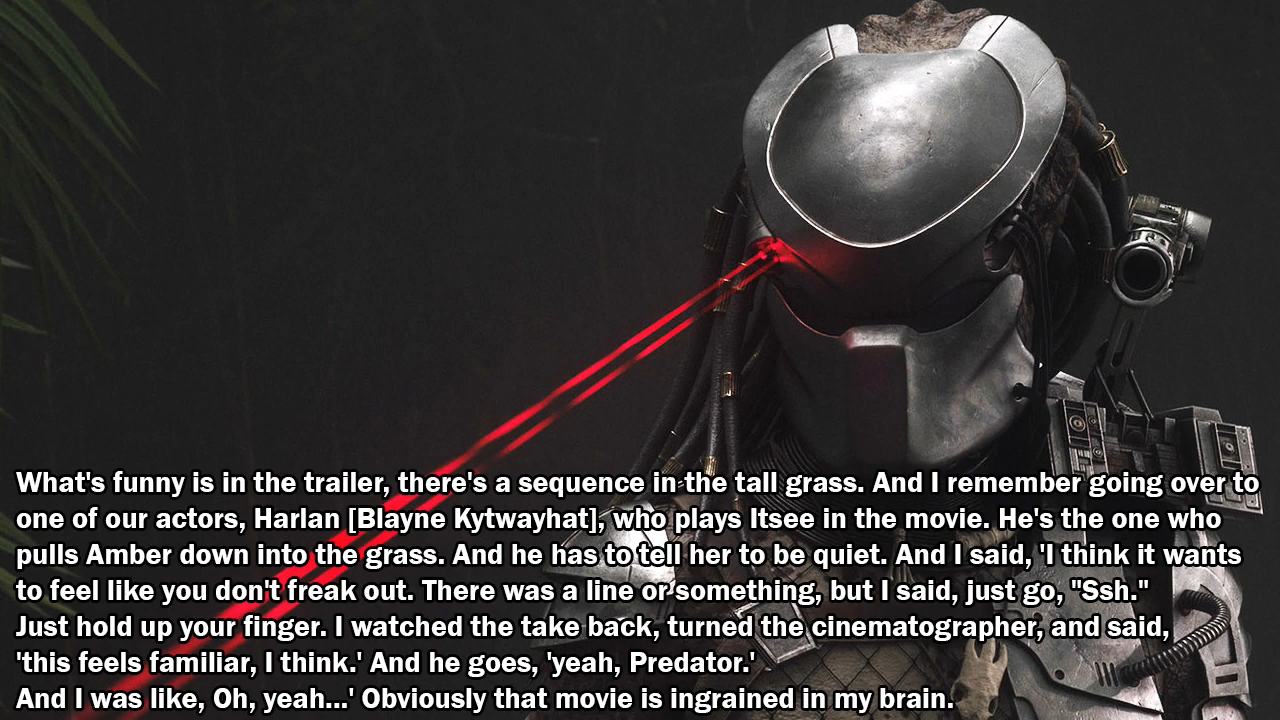 What's funny is in the trailer, there's a sequence in the tall grass. And I remember going over to
one of our actors, Harlan [Blayne Kytwayhat], who plays Itsee in the movie. He's the one who
pulls Amber down into the grass. And he has to tell her to be quiet. And I said, 'I think it wants
to feel like you don't freak out. There was a line or something, but I said, just go, "Ssh."
Just hold up your finger. I watched the take back, turned the cinematographer, and said,
'this feels familiar, I think.' And he goes, 'yeah, Predator.'
And I was like, Oh, yeah...' Obviously that movie is ingrained in my brain.